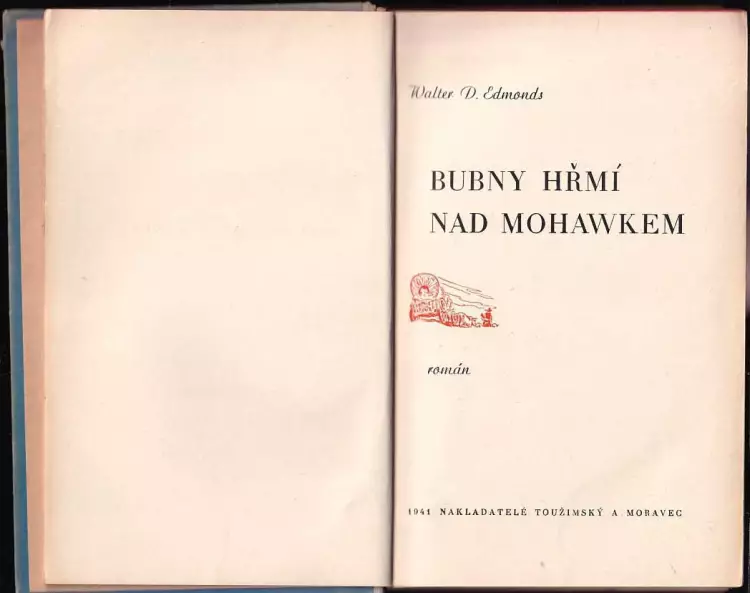 Walter D. Edmonds
BUBNY HŘMÍ
NAD MOHAWKEM
román
1941 NAKLADATELÉ TOUŽIMSKÝ A MORAVEC